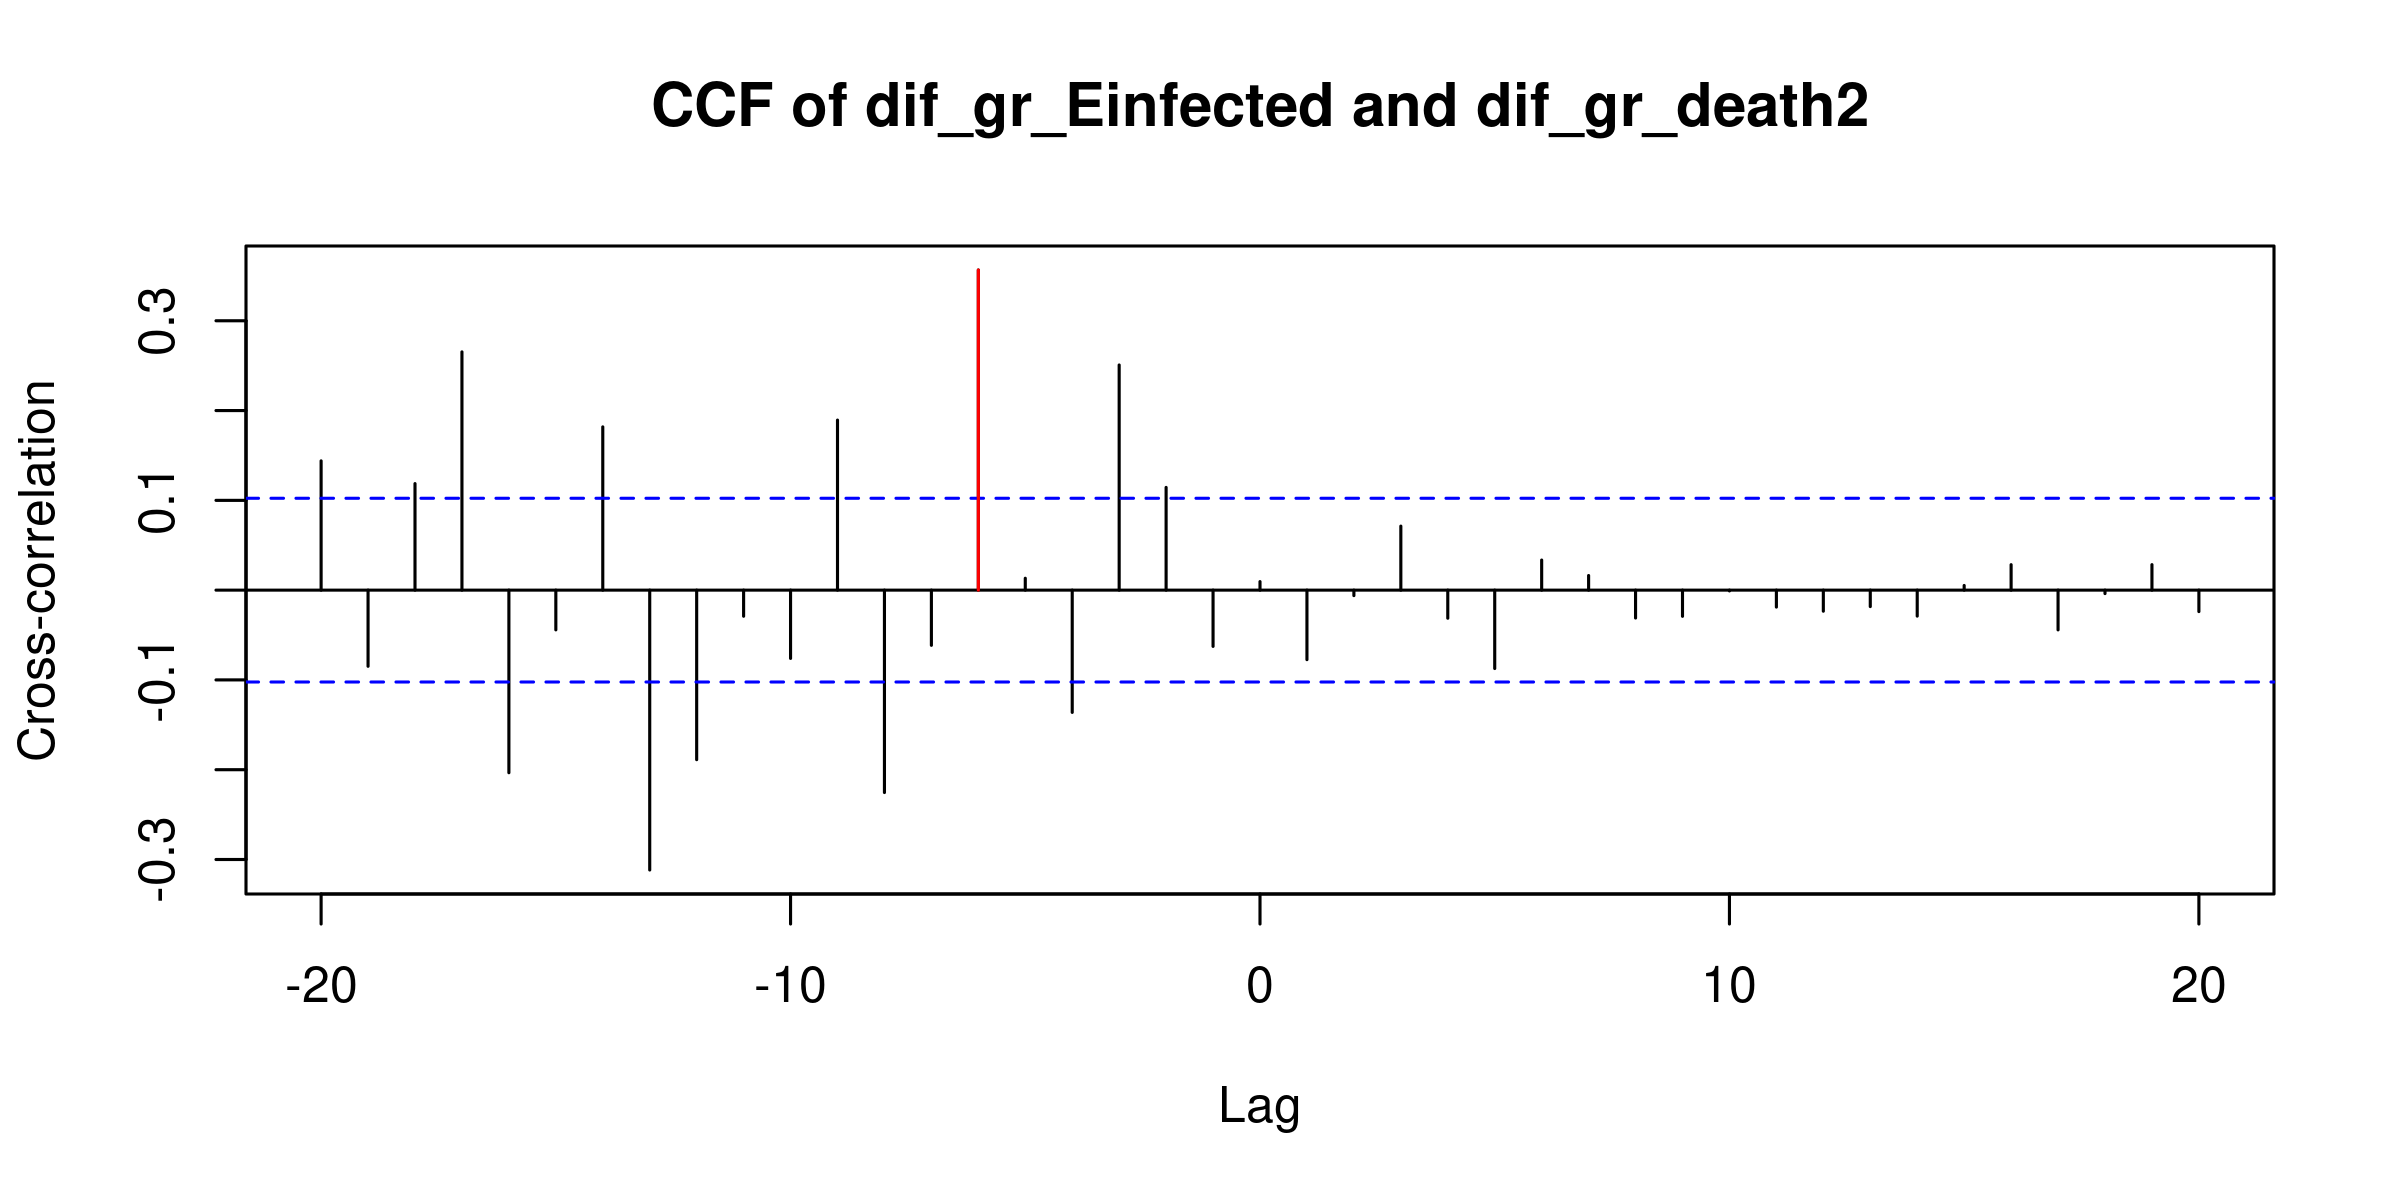 CCF of dif_gr_Einfected and dif_gr_death2
Cross-correlation
0.3
0.1
-0.1
-0.3
-20 -10 0 10 20
Lag